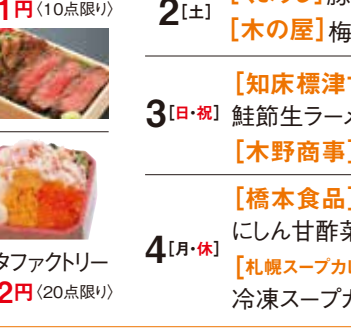 1円〈10点限り〉
タファクトリー
2円〈20点限り〉
2[土]
[木の屋]梅
3[日・祝]
[知床標津
鮭節生ラーメ
[木野商事]
4[月・休]
[橋本食品]
にしん甘酢菜
[札幌スープカレ
冷凍スープカ